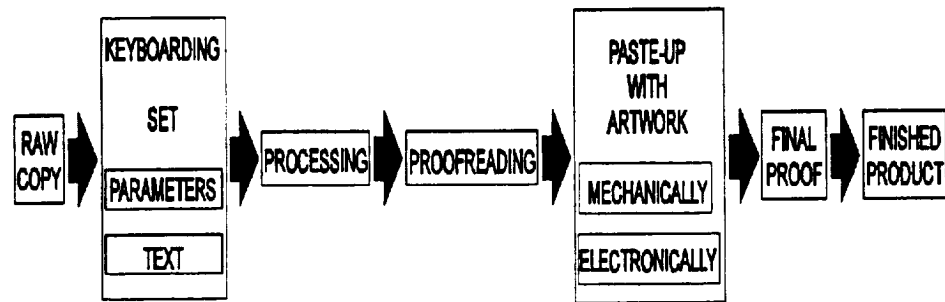 RAW
COPY
KEYBOARDING
SET
PARAMETERS
TEXT
PROCESSING
PROOFREADING
PASTE-UP
WITH
ARTWORK
MECHANICALLY
ELECTRONICALLY
FINAL
PROOF
FINISHED
PRODUCT